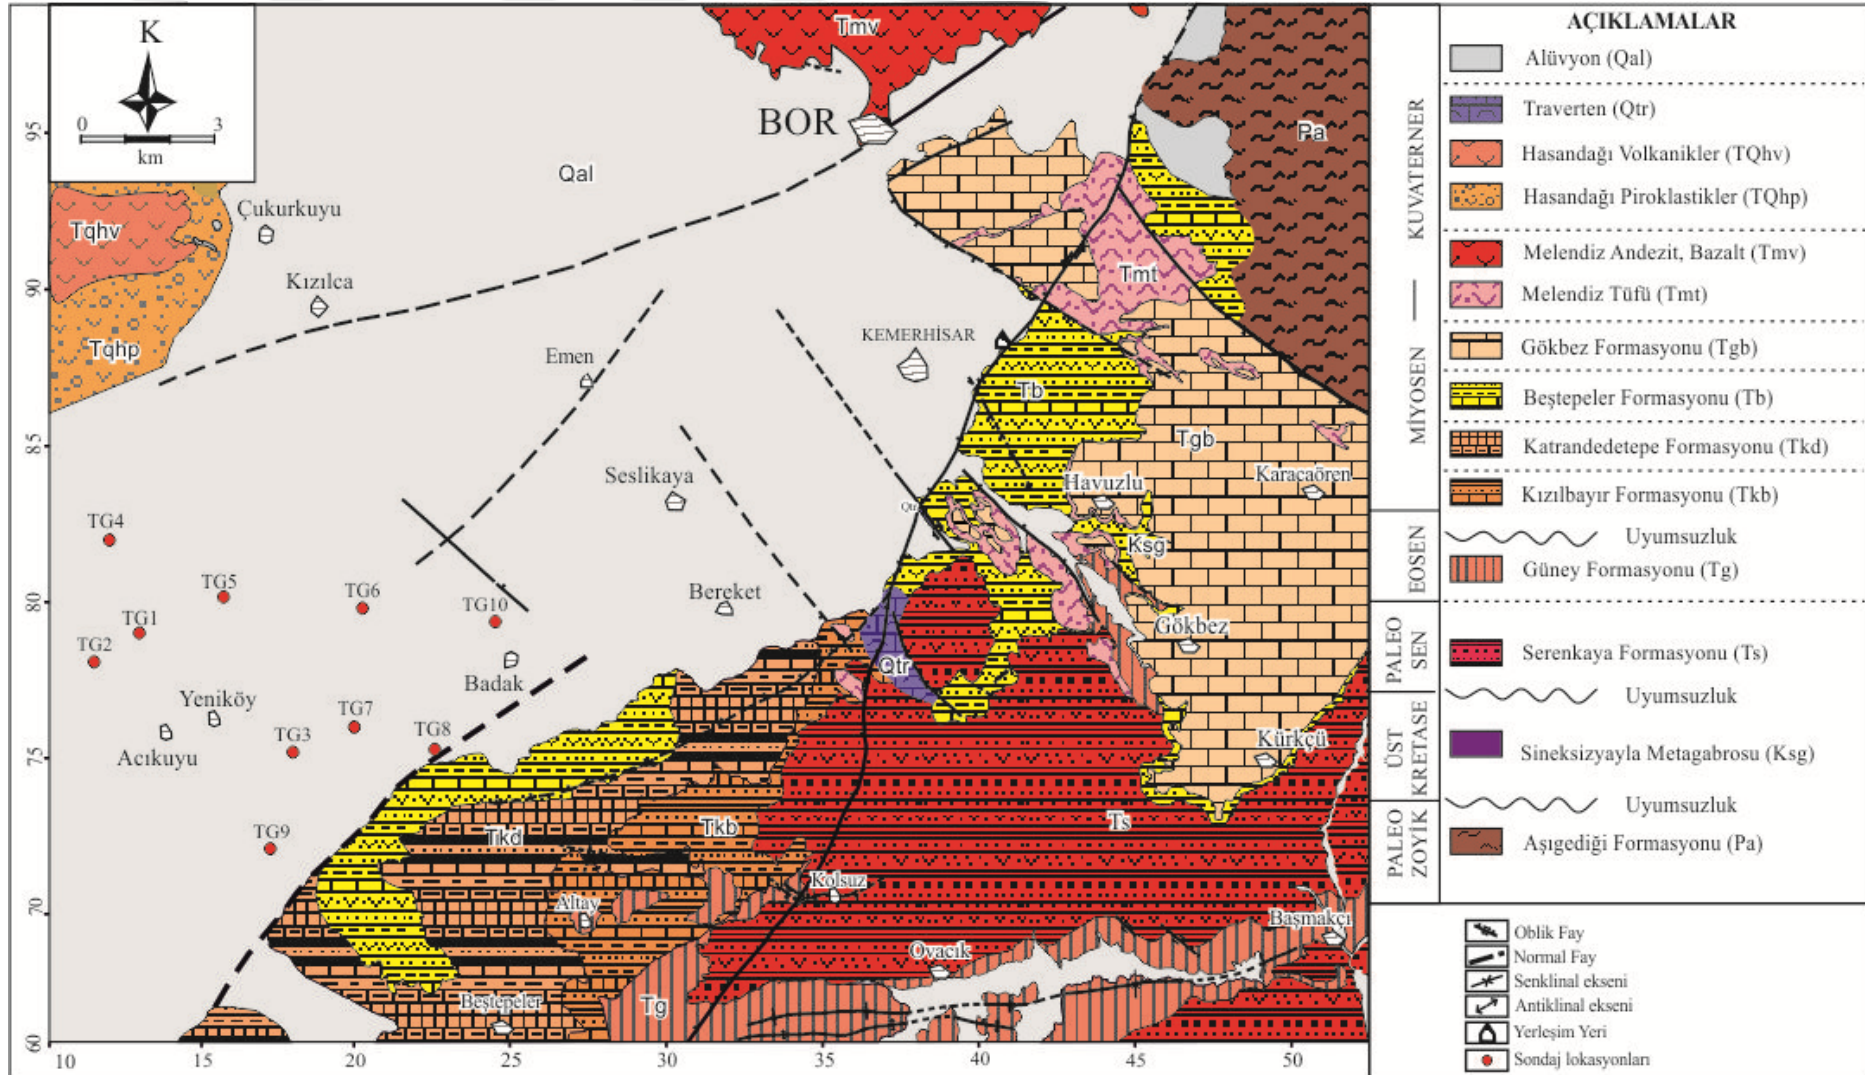 K
0 3
km
Tmv
BOR
Pa
Qal
Çukurkuyu
Tqhv
Kızılca
Tmt
Tqhp
KEMERHİSAR
Emen
Tb
Tgb
Seslikaya
Havuzlu
Karacaören
Qtr
TG4
Ksg
TG5
TG6
TG10
Bereket
TG1
TG2
Gökbez
Qtr
Badak
Yeniköy
TG7
TG8
TG3
Acıkuyu
Kürkçü
TG9
Tkd
Tkb
Ts
Kolsuz
Altay
Başmakçı
Ovacık
Beştepeler
Tg
95
90
85
80
75
70
60
10 15 20 25 30 35 40 45 50
KUVATERNER
MİYOSEN
EOSEN
PALEO
SEN
ÜST
KRETASE
PALEO
ZOYİK
AÇIKLAMALAR
Alüvyon (Qal)
Traverten (Qtr)
Hasandağı Volkanikler (TQhv)
Hasandağı Piroklastikler (TQhp)
Melendiz Andezit, Bazalt (Tmv)
Melendiz Tüfü (Tmt)
Gökbez Formasyonu (Tgb)
Beştepeler Formasyonu (Tb)
Katrandedetepe Formasyonu (Tkd)
Kızılbayır Formasyonu (Tkb)
Uyumsuzluk
Güney Formasyonu (Tg)
Serenkaya Formasyonu (Ts)
Uyumsuzluk
Sineksizyayla Metagabrosu (Ksg)
Uyumsuzluk
Aşıgediği Formasyonu (Pa)
Oblik Fay
Normal Fay
Senklinal ekseni
Antiklinal ekseni
Yerleşim Yeri
Sondaj lokasyonları